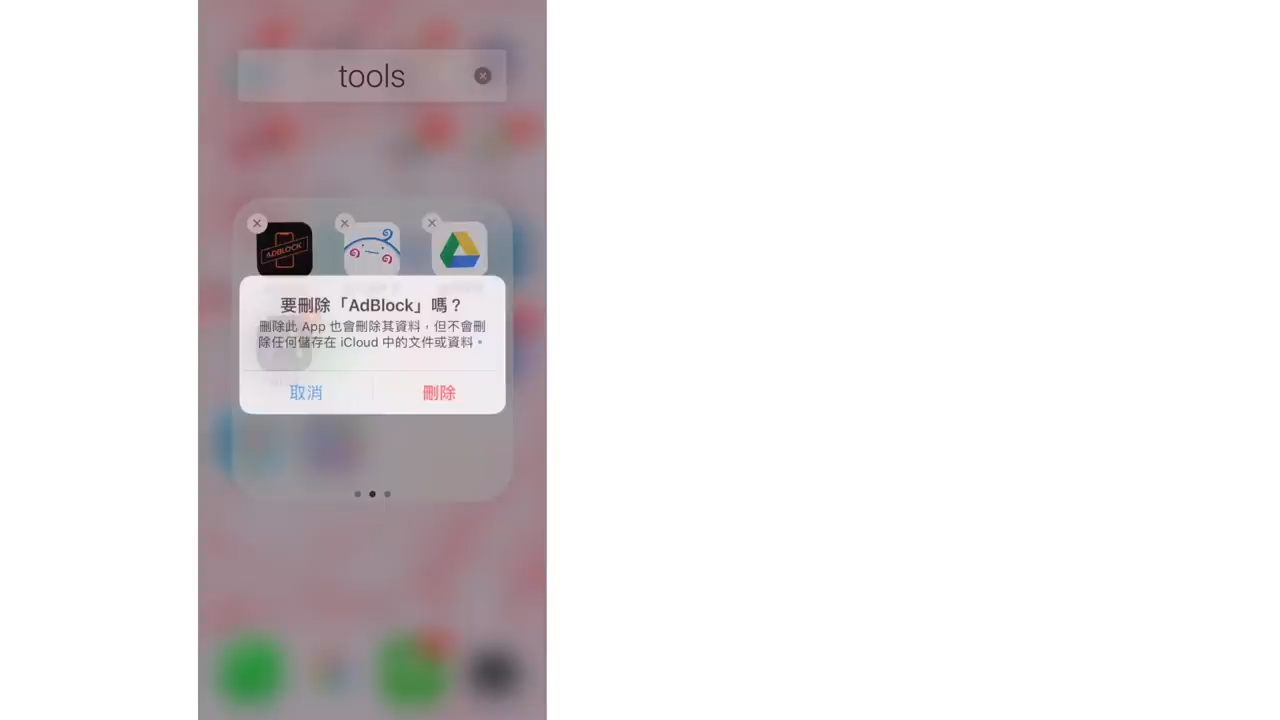 tools
ADBLOCK
要刪除「AdBlock」嗎？
刪除此 App 也會刪除其資料，但不會刪
除任何儲存在 iCloud 中的文件或資料。
取消
刪除